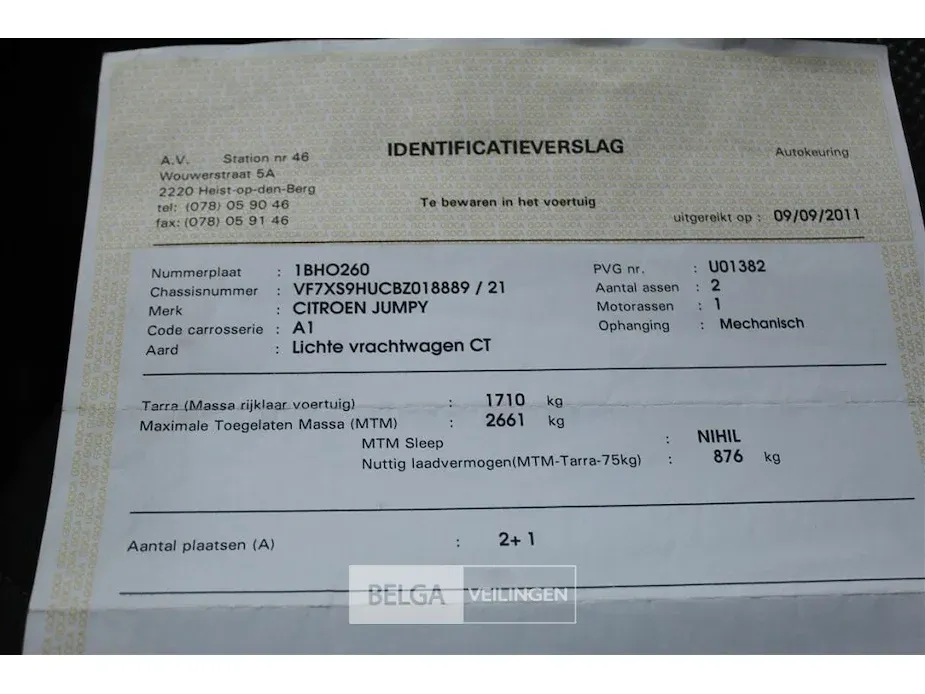 IDENTIFICATIEVERSLAG
Autokeuring
A.V. Station nr 46
Wouwerstraat 5A
2220 Heist-op-den-Berg
tel: (078) 05 90 46
fax: (078) 05 91 46
Te bewaren in het voertuig
uitgereikt op : 09/09/2011
Nummerplaat : 1BHO260
Chassisnummer : VF7XS9HUCBZ018889 / 21
Merk : CITROEN JUMPY
Code carrosserie : A1
Aard : Lichte vrachtwagen CT
PVG nr. : U01382
Aantal assen : 2
Motorassen : 1
Ophanging : Mechanisch
Tarra (Massa rijklaar voertuig) : 1710 kg
Maximale Toegelaten Massa (MTM) : 2661 kg
MTM Sleep : NIHIL
Nuttig laadvermogen(MTM-Tarra-75kg) : 876 kg
Aantal plaatsen (A) : 2+ 1
BELGA VEILINGEN